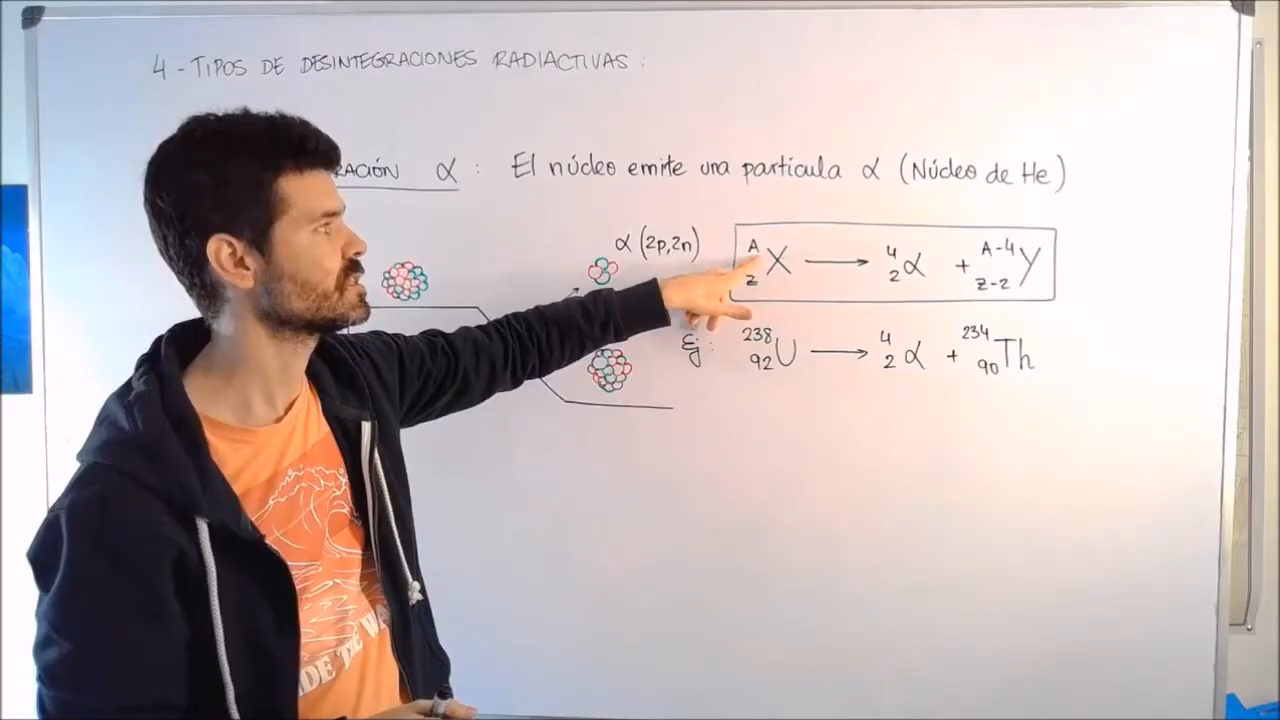 4 - TIPOS DE DESINTEGRACIONES RADIACTIVAS :
RACIÓN α : El núcleo emite una partícula α (Núcleo de He)
α (2p,2n)
A Z X → 4 2 α + A-4 Z-2 Y
Ej : 238 92 U → 4 2 α + 234 90 Th